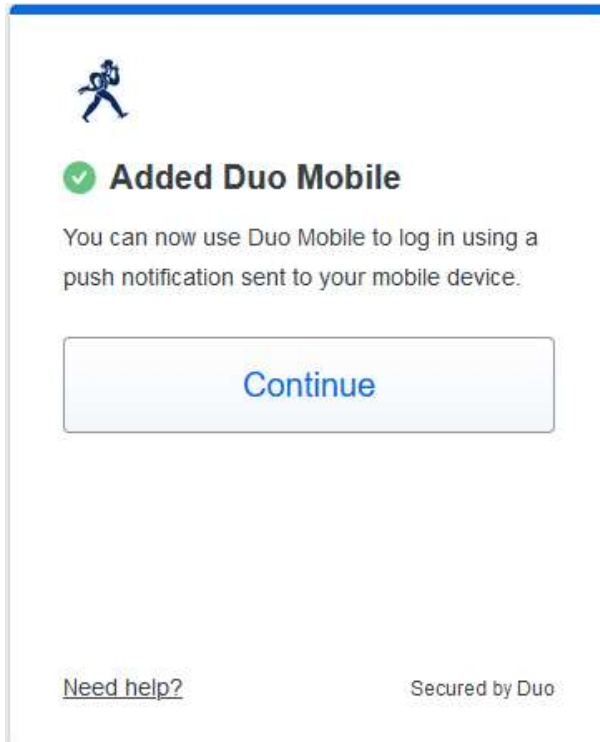 Added Duo Mobile
You can now use Duo Mobile to log in using a
push notification sent to your mobile device.
Continue
Need help?
Secured by Duo